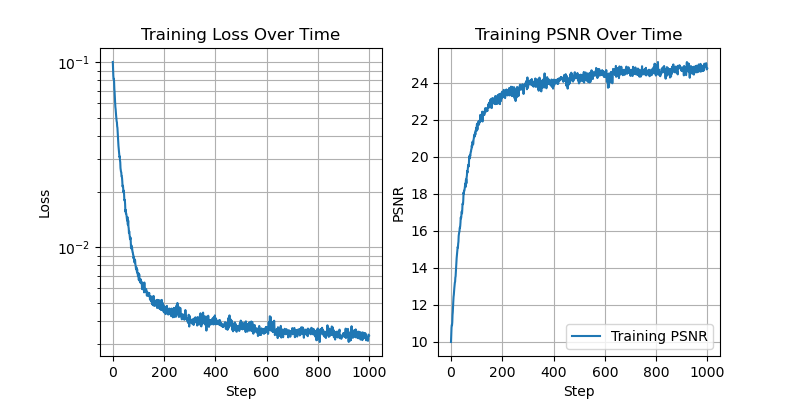 Training Loss Over Time
10⁻¹
10⁻²
Loss
0 200 400 600 800 1000
Step
Training PSNR Over Time
24
22
20
18
16
14
12
10
PSNR
0 200 400 600 800 1000
Step
Training PSNR